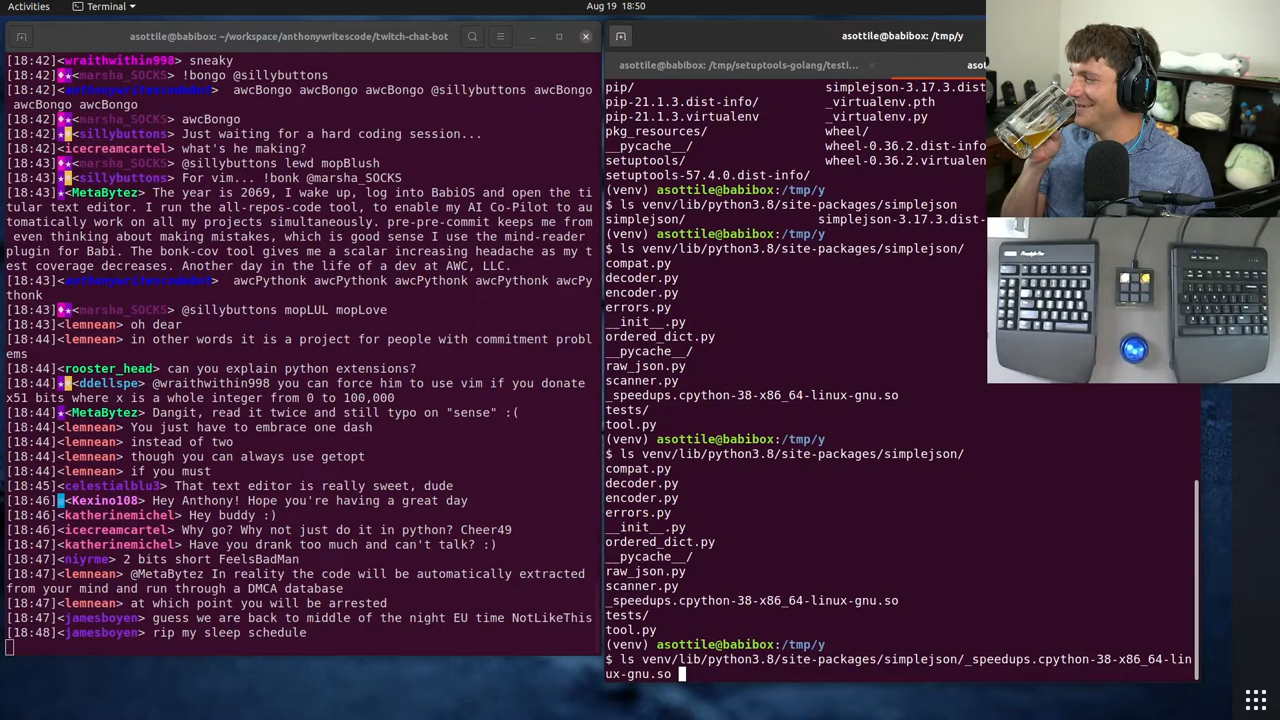 Activities
Terminal
Aug 19 18:50
asottile@babibox: ~/workspace/anthonywritescode/twitch-chat-bot
[18:42]<wraithwithin998> sneaky
[18:42]<marsha_SOCKS> !bongo @sillybuttons
[18:42]<anthonywritescodebot> awcBongo awcBongo awcBongo @sillybuttons awcBongo
awcBongo awcBongo
[18:42]<marsha_SOCKS> awcBongo
[18:42]<sillybuttons> Just waiting for a hard coding session...
[18:42]<icecreamcartel> what's he making?
[18:43]<marsha_SOCKS> @sillybuttons lewd mopBlush
[18:43]<sillybuttons> For vim... !bonk @marsha_SOCKS
[18:43]<MetaBytez> The year is 2069, I wake up, log into BabiOS and open the ti
tular text editor. I run the all-repos-code tool, to enable my AI Co-Pilot to au
tomatically work on all my projects simultaneously. pre-pre-commit keeps me from
even thinking about making mistakes, which is good sense I use the mind-reader
plugin for Babi. The bonk-cov tool gives me a scalar increasing headache as my t
est coverage decreases. Another day in the life of a dev at AWC, LLC.
[18:43]<anthonywritescodebot> awcPythonk awcPythonk awcPythonk awcPythonk awcPy
thonk
[18:43]<marsha_SOCKS> @sillybuttons mopLUL mopLove
[18:43]<lemnean> oh dear
[18:43]<lemnean> in other words it is a project for people with commitment probl
ems
[18:44]<rooster_head> can you explain python extensions?
[18:44]<ddellspe> @wraithwithin998 you can force him to use vim if you donate
x51 bits where x is a whole integer from 0 to 100,000
[18:44]<MetaBytez> Dangit, read it twice and still typo on "sense" :(
[18:44]<lemnean> You just have to embrace one dash
[18:44]<lemnean> instead of two
[18:44]<lemnean> though you can always use getopt
[18:44]<lemnean> if you must
[18:45]<celestialblu3> That text editor is really sweet, dude
[18:46]<Kexino108> Hey Anthony! Hope you're having a great day
[18:46]<katherinemichel> Hey buddy :)
[18:46]<icecreamcartel> Why go? Why not just do it in python? Cheer49
[18:47]<katherinemichel> Have you drank too much and can't talk? :)
[18:47]<niyrme> 2 bits short FeelsBadMan
[18:47]<lemnean> @MetaBytez In reality the code will be automatically extracted
from your mind and run through a DMCA database
[18:47]<lemnean> at which point you will be arrested
[18:47]<jamesboyen> guess we are back to middle of the night EU time NotLikeThis
[18:48]<jamesboyen> rip my sleep schedule
asottile@babibox: /tmp/y
asottile@babibox: /tmp/setuptools-golang/testi...
asot
pip/ simplejson-3.17.3.dist
pip-21.1.3.dist-info/ _virtualenv.pth
pip-21.1.3.virtualenv _virtualenv.py
pkg_resources/ wheel/
__pycache__/ wheel-0.36.2.dist-info
setuptools/ wheel-0.36.2.virtualen
setuptools-57.4.0.dist-info/
(venv) asottile@babibox:/tmp/y
$ ls venv/lib/python3.8/site-packages/simplejson
simplejson/ simplejson-3.17.3.dist-
(venv) asottile@babibox:/tmp/y
$ ls venv/lib/python3.8/site-packages/simplejson/
compat.py
decoder.py
encoder.py
errors.py
__init__.py
ordered_dict.py
__pycache__/
raw_json.py
scanner.py
_speedups.cpython-38-x86_64-linux-gnu.so
tests/
tool.py
(venv) asottile@babibox:/tmp/y
$ ls venv/lib/python3.8/site-packages/simplejson/
compat.py
decoder.py
encoder.py
errors.py
__init__.py
ordered_dict.py
__pycache__/
raw_json.py
scanner.py
_speedups.cpython-38-x86_64-linux-gnu.so
tests/
tool.py
(venv) asottile@babibox:/tmp/y
$ ls venv/lib/python3.8/site-packages/simplejson/_speedups.cpython-38-x86_64-lin
ux-gnu.so